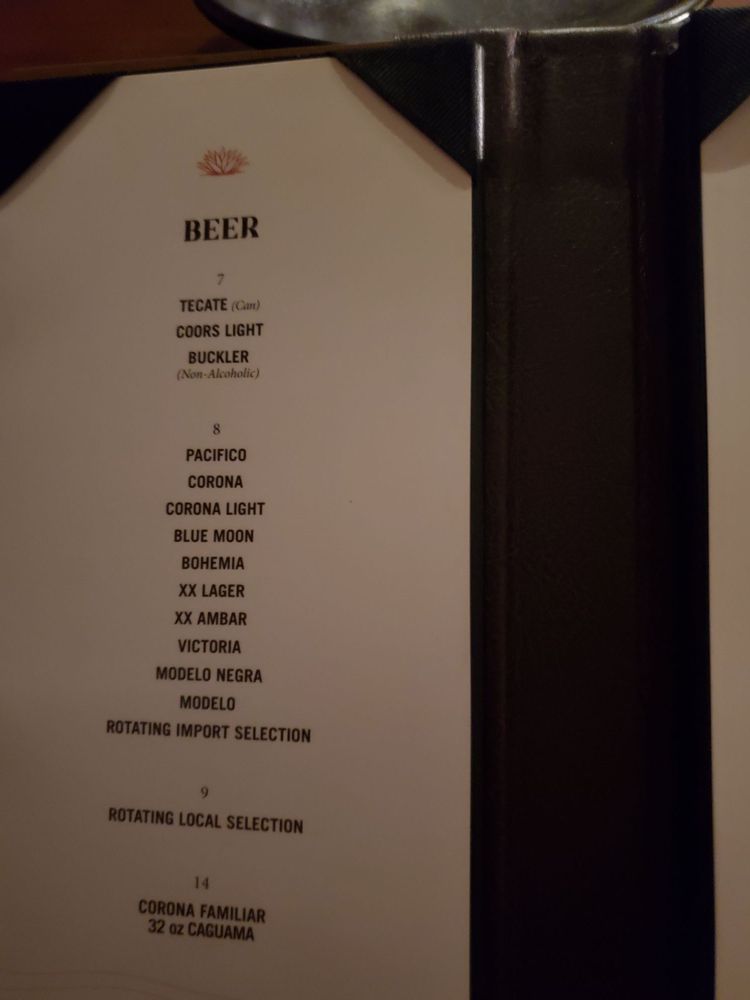 BEER
7
TECATE (Can)
COORS LIGHT
BUCKLER
(Non-Alcoholic)
8
PACIFICO
CORONA
CORONA LIGHT
BLUE MOON
BOHEMIA
XX LAGER
XX AMBAR
VICTORIA
MODELO NEGRA
MODELO
ROTATING IMPORT SELECTION
9
ROTATING LOCAL SELECTION
14
CORONA FAMILIAR
32 oz CAGUAMA